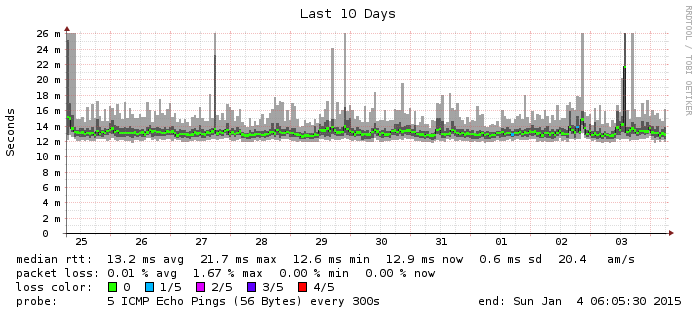 Last 10 Days
RRDTOOL / TOBI OETIKER
Seconds
26 m
24 m
22 m
20 m
18 m
16 m
14 m
12 m
10 m
8 m
6 m
4 m
2 m
0
25 26 27 28 29 30 31 01 02 03
median rtt: 13.2 ms avg 21.7 ms max 12.6 ms min 12.9 ms now 0.6 ms sd 20.4 am/s
packet loss: 0.01 % avg 1.67 % max 0.00 % min 0.00 % now
loss color: 0 1/5 2/5 3/5 4/5
probe: 5 ICMP Echo Pings (56 Bytes) every 300s end: Sun Jan 4 06:05:30 2015